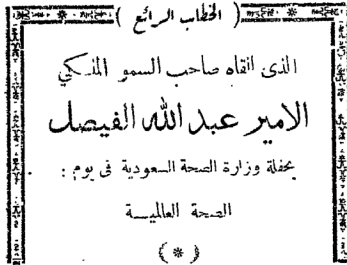 ( الخطاب الرائع )
الذى القاه صاحب السمو الملكي
الامير عبد الله الفيصل
بحفلة وزارة الصحة السعودية فى يوم :
الصحة العالميـــة
( * )